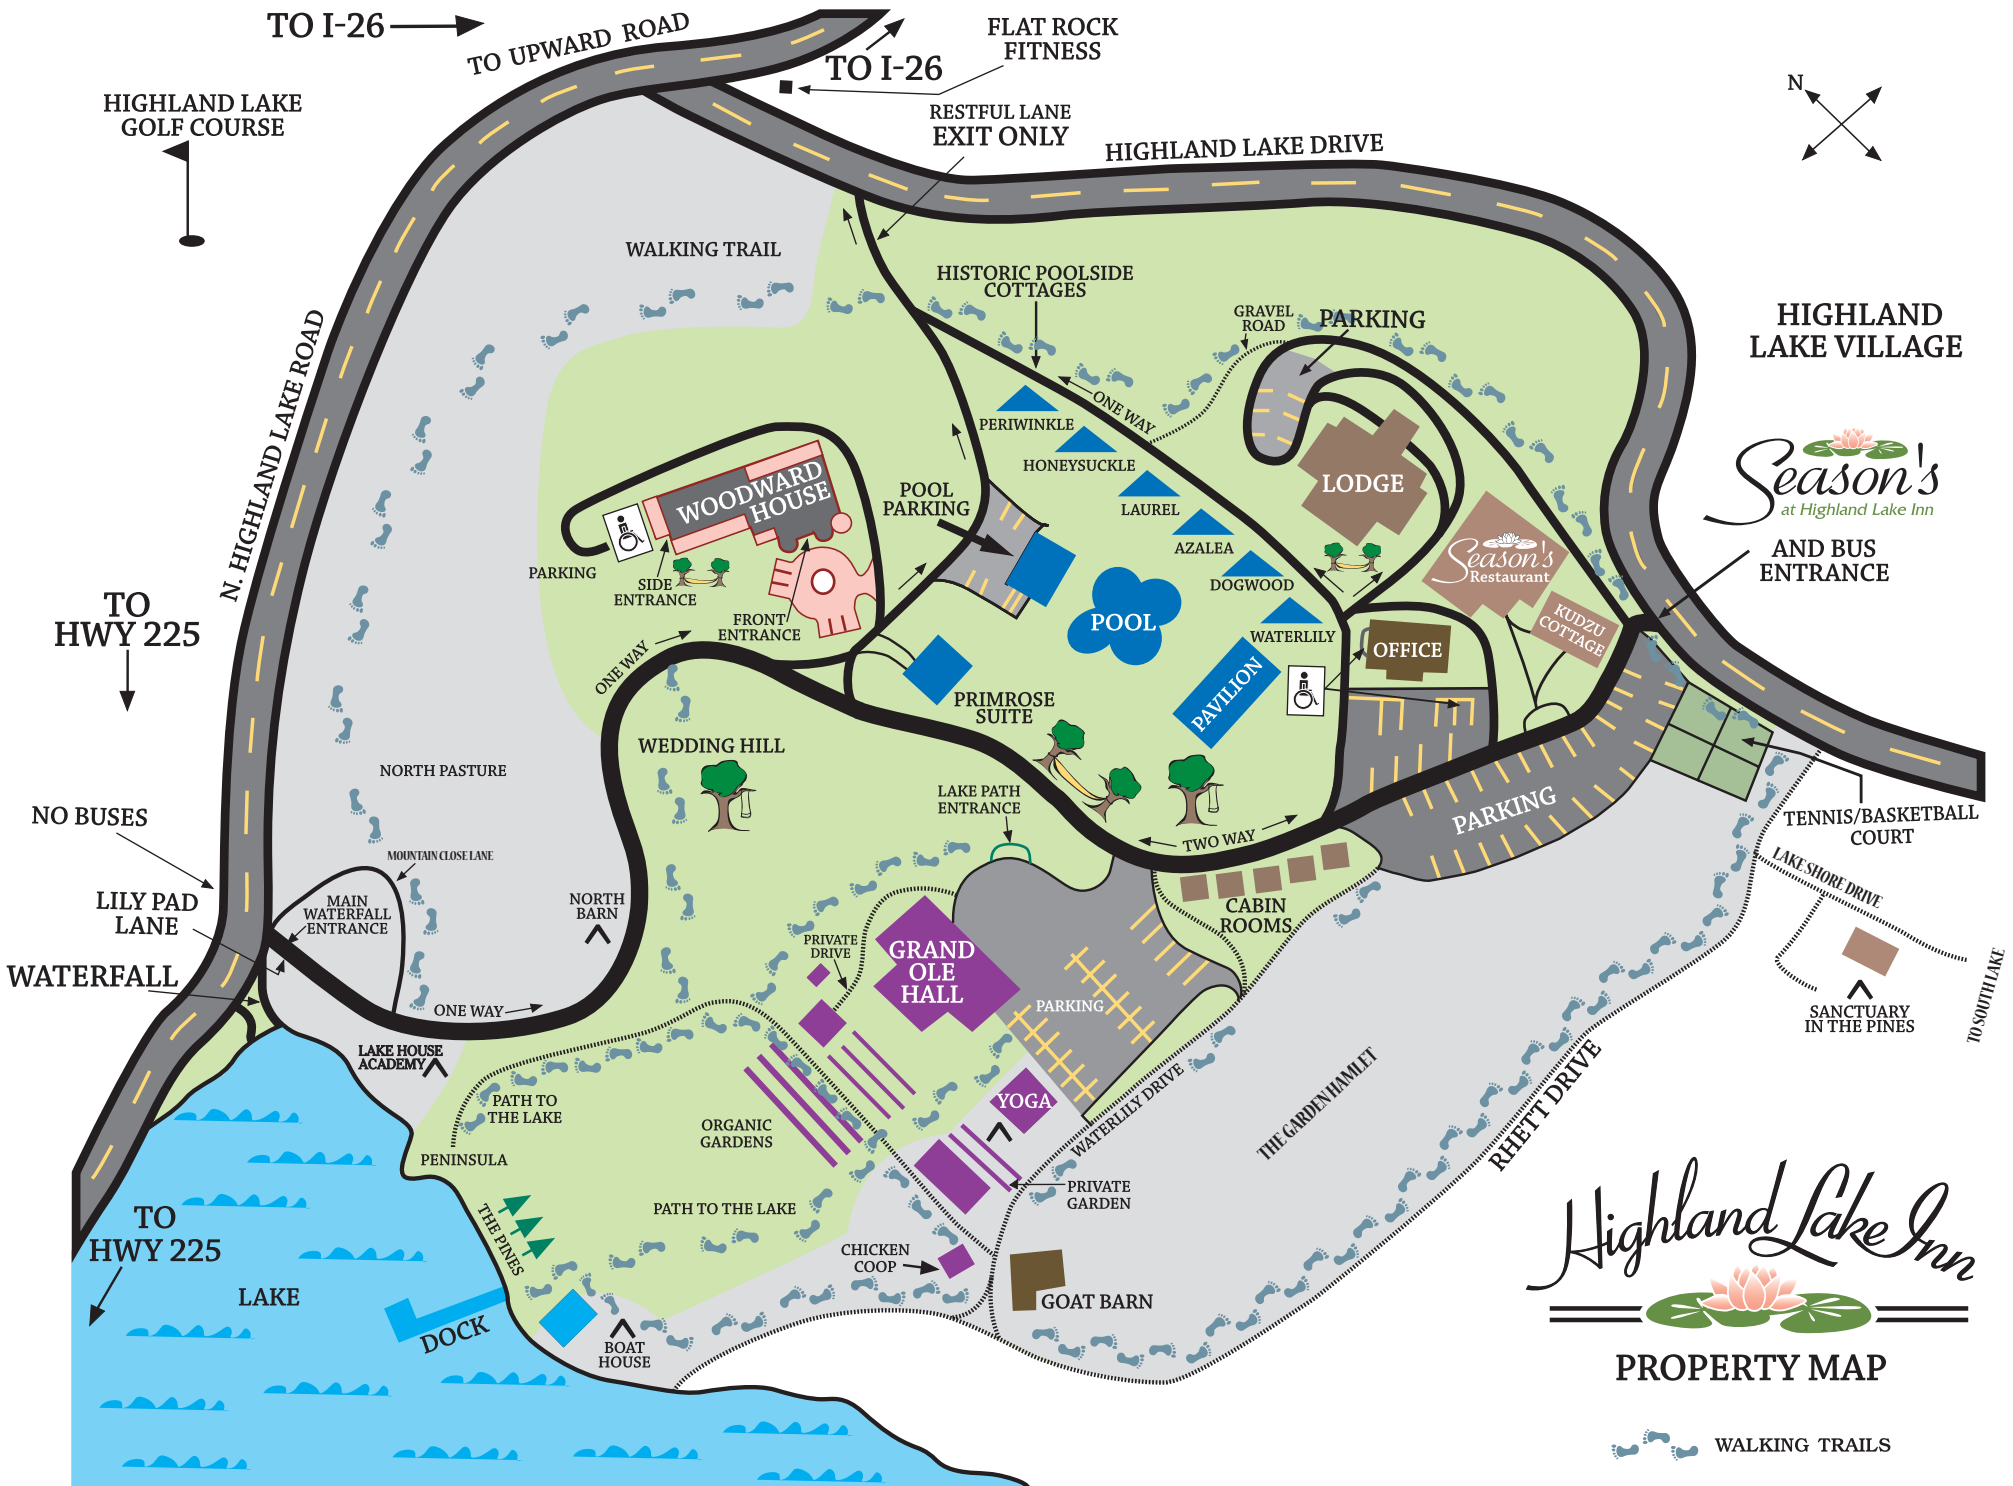 TO I-26
TO UPWARD ROAD
TO I-26
FLAT ROCK
FITNESS
HIGHLAND LAKE
GOLF COURSE
RESTFUL LANE
EXIT ONLY
HIGHLAND LAKE DRIVE
N
WALKING TRAIL
HISTORIC POOLSIDE
COTTAGES
GRAVEL
ROAD
PARKING
HIGHLAND
LAKE VILLAGE
N. HIGHLAND LAKE ROAD
ONE WAY
PERIWINKLE
HONEYSUCKLE
LAUREL
AZALEA
DOGWOOD
WATERLILY
LODGE
Season's
at Highland Lake Inn
WOODWARD
HOUSE
POOL
PARKING
PARKING
SIDE
ENTRANCE
FRONT
ENTRANCE
Season's
Restaurant
AND BUS
ENTRANCE
KUDZU
COTTAGE
TO
HWY 225
ONE WAY
POOL
OFFICE
PAVILION
PRIMROSE
SUITE
WEDDING HILL
NORTH PASTURE
LAKE PATH
ENTRANCE
TWO WAY
PARKING
TENNIS/BASKETBALL
COURT
NO BUSES
MOUNTAIN CLOSE LANE
LILY PAD
LANE
MAIN
WATERFALL
ENTRANCE
NORTH
BARN
CABIN
ROOMS
LAKE SHORE DRIVE
WATERFALL
PRIVATE
DRIVE
GRAND
OLE
HALL
PARKING
SANCTUARY
IN THE PINES
TO SOUTH LAKE
ONE WAY
LAKE HOUSE
ACADEMY
PATH TO
THE LAKE
ORGANIC
GARDENS
YOGA
WATERLILY DRIVE
THE GARDEN HAMLET
RHETT DRIVE
PENINSULA
PRIVATE
GARDEN
PATH TO THE LAKE
THE PINES
TO
HWY 225
CHICKEN
COOP
GOAT BARN
LAKE
DOCK
BOAT
HOUSE
Highland Lake Inn
PROPERTY MAP
WALKING TRAILS